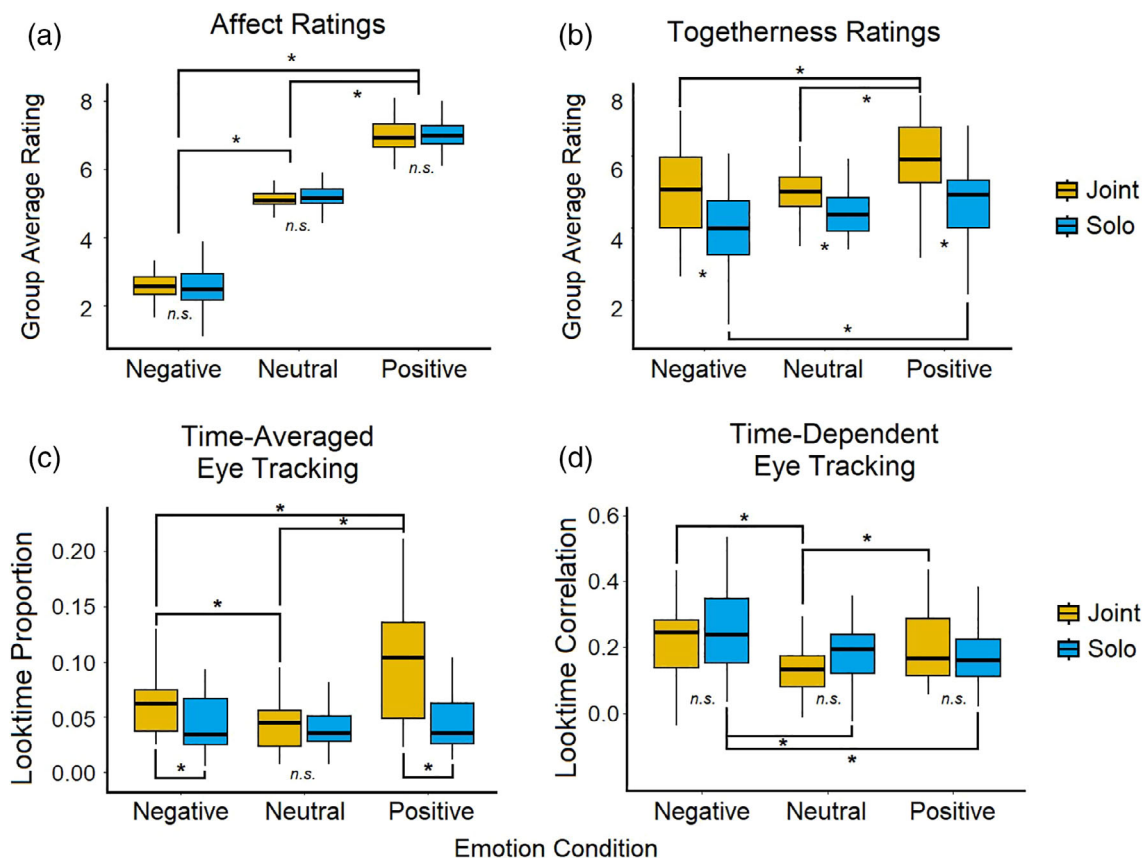 (a)
Affect Ratings
Group Average Rating
8
6
4
2
*
*
*
n.s.
n.s.
n.s.
Negative
Neutral
Positive
(b)
Togetherness Ratings
Group Average Rating
8
6
4
2
*
*
*
*
*
*
Negative
Neutral
Positive
Joint
Solo
(c)
Time-Averaged
Eye Tracking
Looktime Proportion
0.20
0.15
0.10
0.05
0.00
*
*
*
*
n.s.
*
Negative
Neutral
Positive
(d)
Time-Dependent
Eye Tracking
Looktime Correlation
0.6
0.4
0.2
0.0
*
*
n.s.
n.s.
n.s.
*
*
Negative
Neutral
Positive
Joint
Solo
Emotion Condition